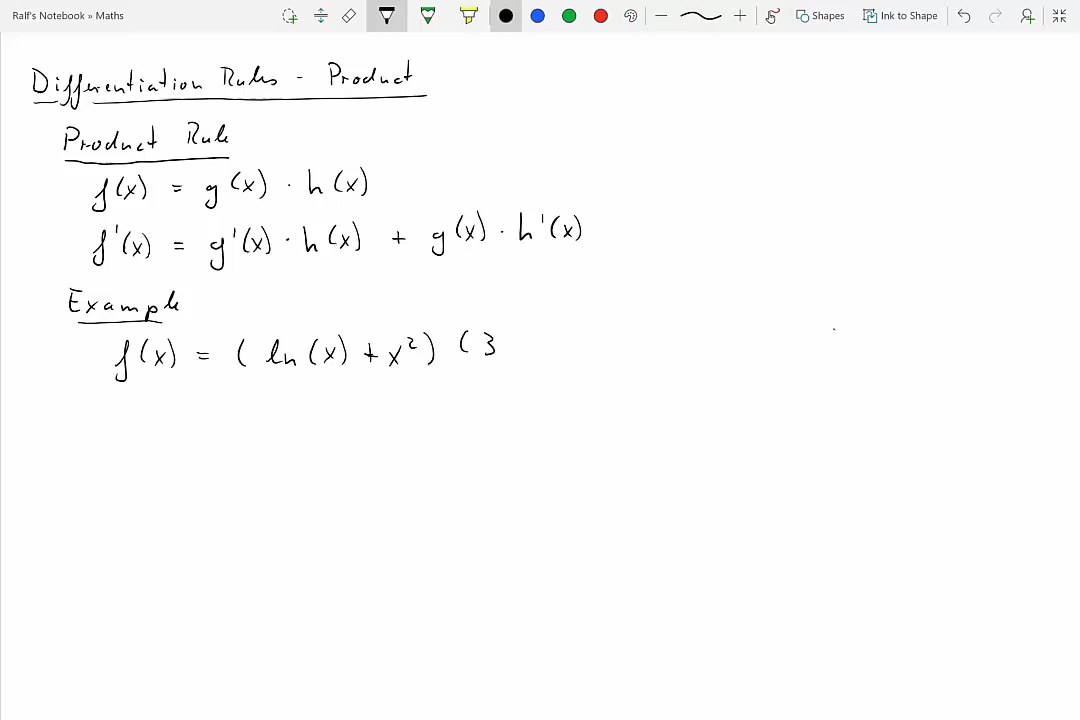 Ralf's Notebook » Maths
Shapes
Ink to Shape
Differentiation Rules - Product
Product Rule
f(x) = g(x) · h(x)
f'(x) = g'(x) · h(x) + g(x) · h'(x)
Example
f(x) = ( ln(x) + x²) (3